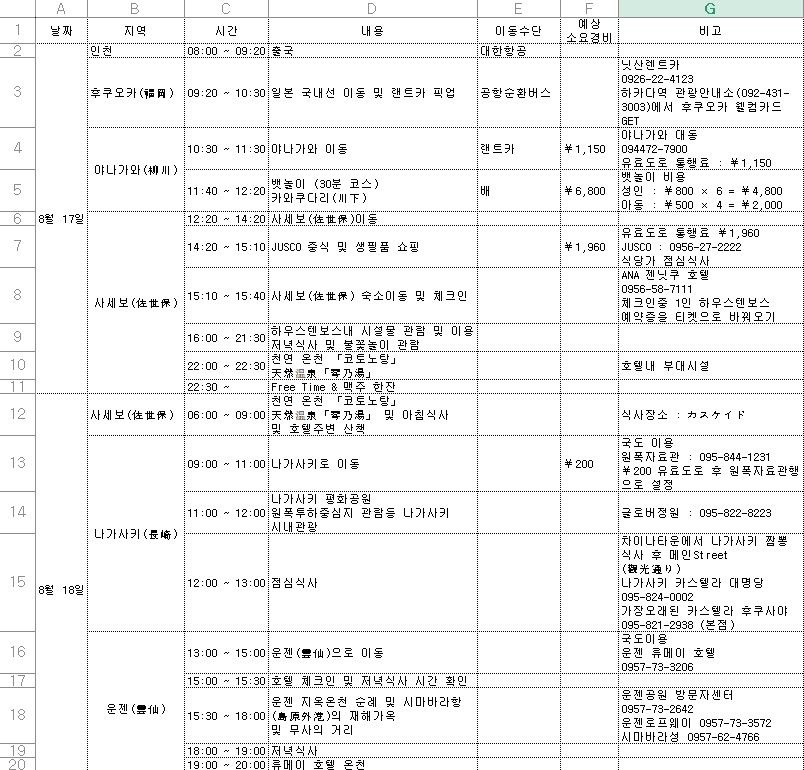 A B C D E F G
1 날짜 지역 시간 내용 이동수단 예상 비고
소요경비
2 인천 08:00 ~ 09:20 출국 대한항공
3 후쿠오카(福岡) 09:20 ~ 10:30 일본 국내선 이동 및 랜트카 픽업 공항순환버스 닛산렌트카
0926-22-4123
하카다역 관광안내소(092-431-
3003)에서 후쿠오카 웰컴카드
GET
4 야나가와(柳川) 10:30 ~ 11:30 야나가와 이동 랜트카 ￥1,150 야나가와 대동
094472-7900
유효도로 통행료 : ￥1,150
5 11:40 ~ 12:20 뱃놀이 (30분 코스) 배 ￥6,800 뱃놀이 비용
카와쿠다리(川下) 성인 : ￥800 × 6 = ￥4,800
아동 : ￥500 × 4 = ￥2,000
8월 17일
6 12:20 ~ 14:20 사세보(佐世保)이동
7 14:20 ~ 15:10 JUSCO 중식 및 생필품 쇼핑 ￥1,960 유효도로 통행료 ￥1,960
JUSCO : 0956-27-2222
식당가 점심식사
8 사세보(佐世保) 15:10 ~ 15:40 사세보(佐世保) 숙소이동 및 체크인 ANA 젠닛쿠 호텔
0956-58-7111
체크인중 1인 하우스텐보스
예약증을 티켓으로 바꿔오기
9 16:00 ~ 21:30 하우스텐보스내 시설물 관람 및 이용
저녁식사 및 불꽃놀이 관람
10 22:00 ~ 22:30 천연 온천 「코토노탕」 호텔내 부대시설
天然温泉「琴乃湯」
11 22:30 ~ Free Time & 맥주 한잔
12 사세보(佐世保) 06:00 ~ 09:00 천연 온천 「코토노탕」 식사장소 : カスケイド
天然温泉「琴乃湯」 및 아침식사
및 호텔주변 산책
13 09:00 ~ 11:00 나가사키로 이동 ￥200 국도 이용
원폭자료관 : 095-844-1231
￥200 유효도로 후 원폭자료관행
으로 설정
14 나가사키(長崎) 11:00 ~ 12:00 나가사키 평화공원 글로버정원 : 095-822-8223
원폭투하중심지 관람등 나가사키
시내관광
8월 18일
15 12:00 ~ 13:00 점심식사 차이나타운에서 나가사키 짬뽕
식사 후 메인Street
(観光通り)
나가사키 카스텔라 대명당
095-824-0002
가장오래된 카스텔라 후쿠사야
095-821-2938 (본점)
16 13:00 ~ 15:00 운젠(雲仙)으로 이동 국도이용
운젠 휴메이 호텔
0957-73-3206
17 15:00 ~ 15:30 호텔 체크인 및 저녁식사 시간 확인
18 운젠(雲仙) 15:30 ~ 18:00 운젠 지옥온천 순례 및 시마바라항 운젠공원 방문자센터
(島原外港)의 재해가옥 0957-73-2642
및 무사의 거리 운젠로프웨이 0957-73-3572
시마바라성 0957-62-4766
19 18:00 ~ 19:00 저녁식사
20 19:00 ~ 20:00 휴메이 호텔 온천